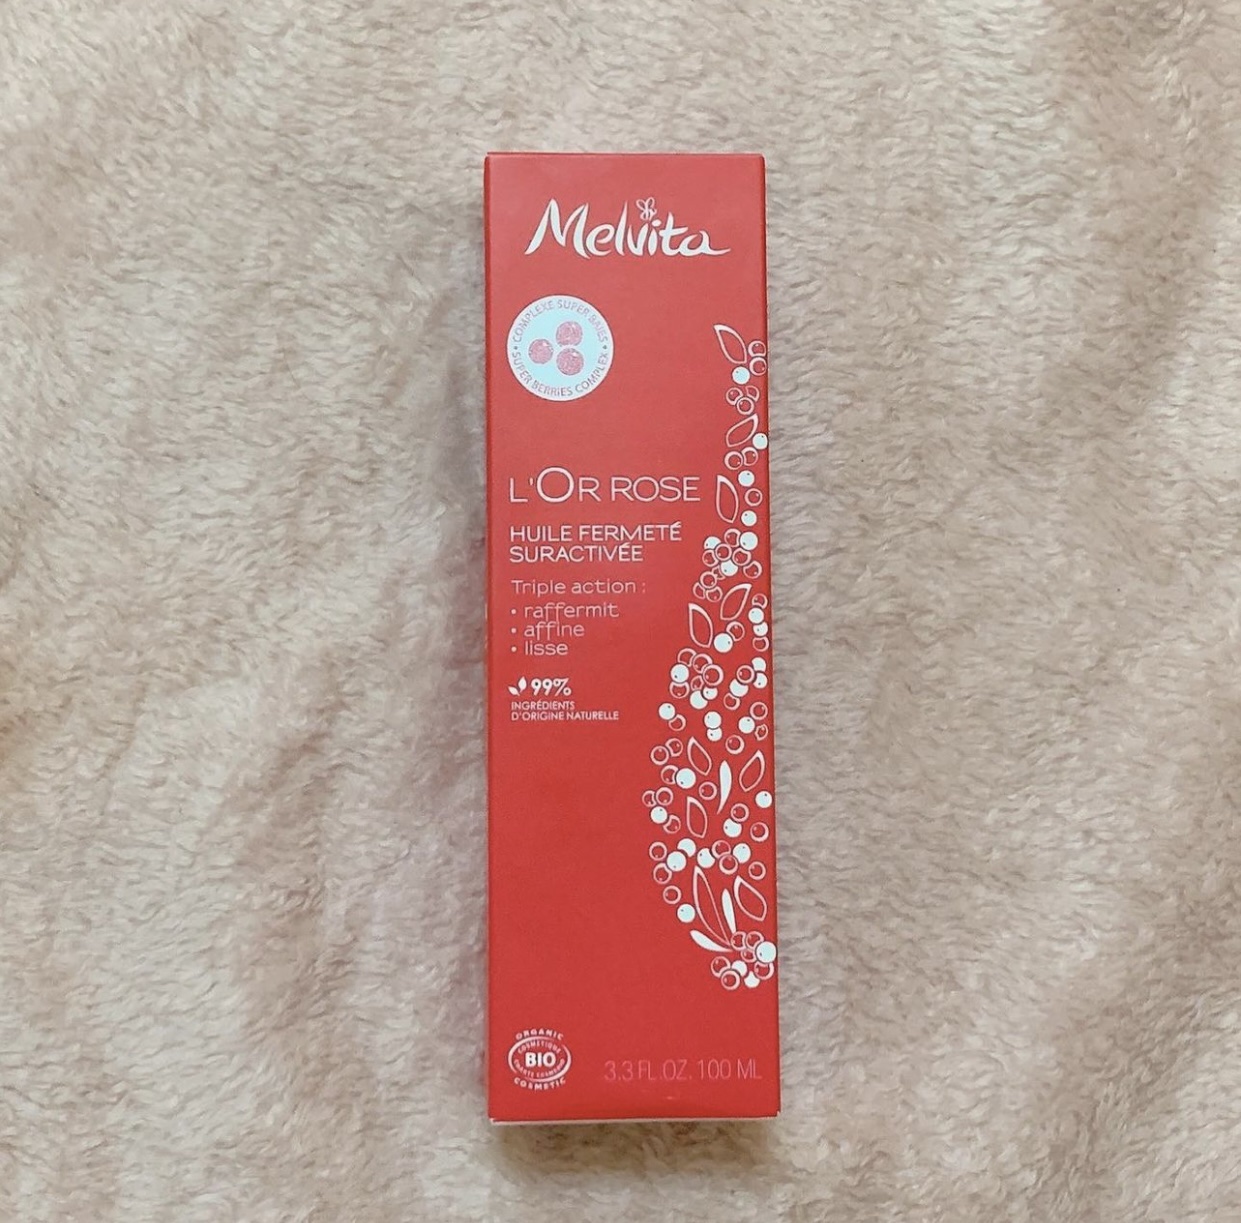 Melvita
COMPLEXE SUPER BAIES •
SUPER BERRIES COMPLEX •
L'OR ROSE
HUILE FERMETÉ
SURACTIVÉE
Triple action :
• raffermit
• affine
• lisse
99%
INGRÉDIENTS
D'ORIGINE NATURELLE
ORGANIC
COSMÉTIQUE
BIO
COSMETIC
3.3 FL.OZ. 100 ML